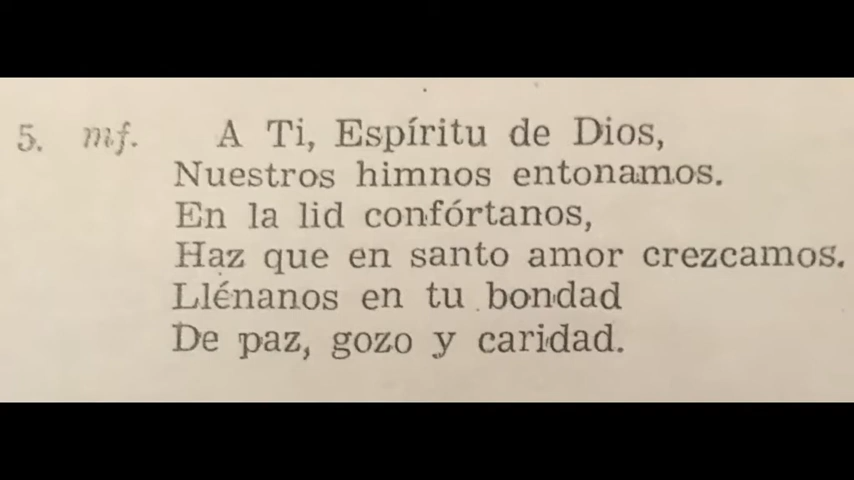 5. mf. A Ti, Espíritu de Dios,
Nuestros himnos entonamos.
En la lid confórtanos,
Haz que en santo amor crezcamos.
Llénanos en tu bondad
De paz, gozo y caridad.